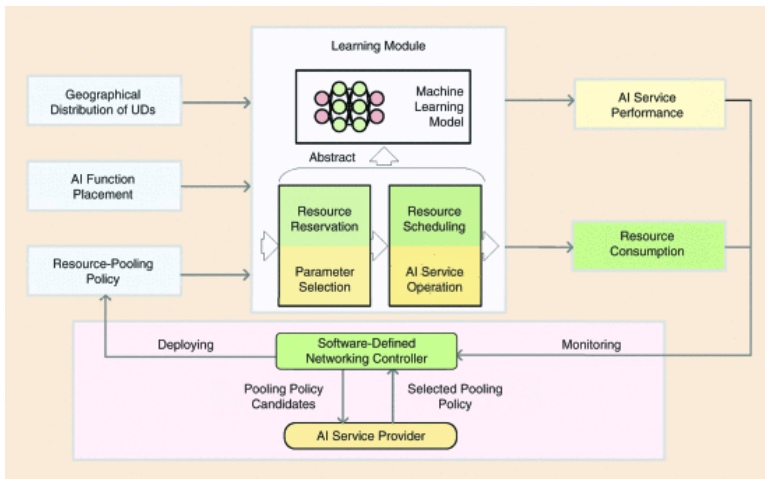 Learning Module
Geographical
Distribution of UDs
Machine
Learning
Model
AI Service
Performance
Abstract
AI Function
Placement
Resource
Reservation
Resource
Scheduling
Resource
Consumption
Resource-Pooling
Policy
Parameter
Selection
AI Service
Operation
Deploying
Software-Defined
Networking Controller
Monitoring
Pooling Policy
Candidates
Selected Pooling
Policy
AI Service Provider